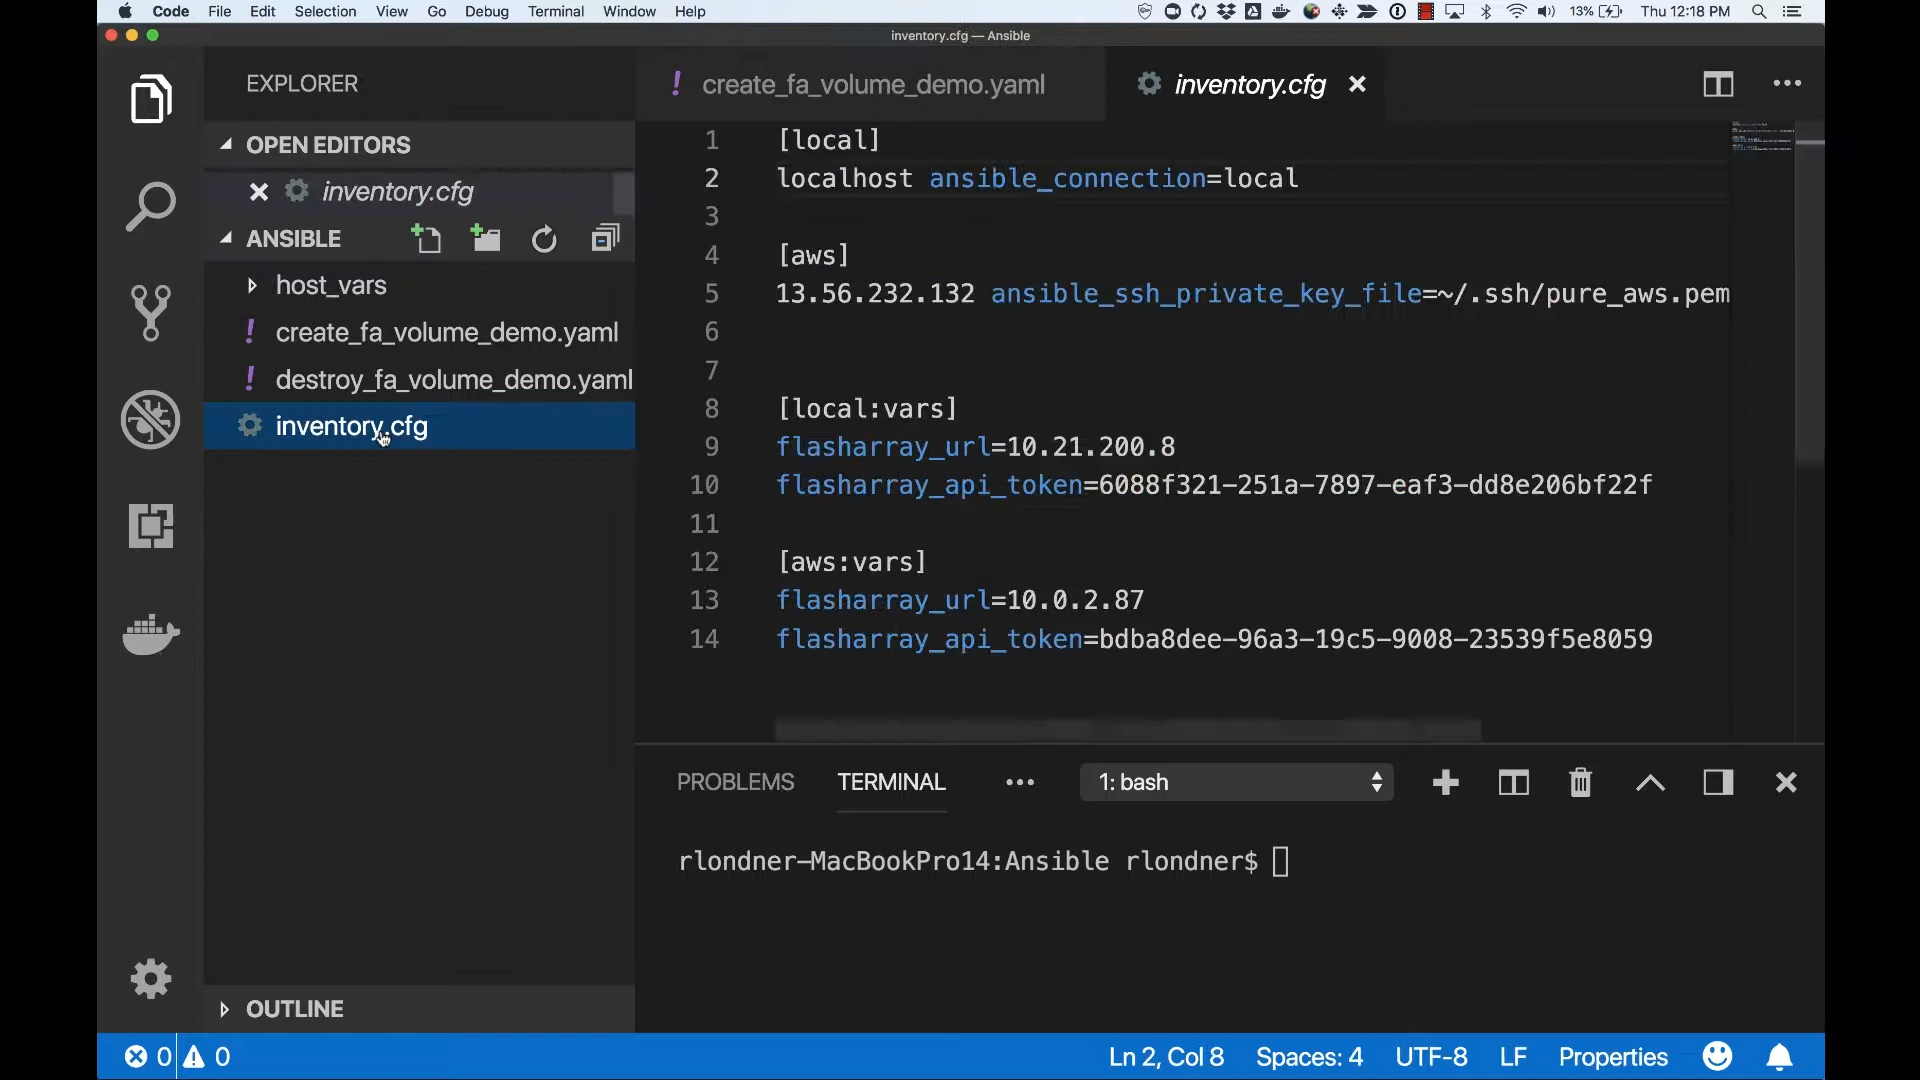 Code File Edit Selection View Go Debug Terminal Window Help 13% Thu 12:18 PM
inventory.cfg — Ansible
EXPLORER
! create_fa_volume_demo.yaml
inventory.cfg
OPEN EDITORS
inventory.cfg
ANSIBLE
host_vars
! create_fa_volume_demo.yaml
! destroy_fa_volume_demo.yaml
inventory.cfg
OUTLINE
1 [local]
2 localhost ansible_connection=local
3
4 [aws]
5 13.56.232.132 ansible_ssh_private_key_file=~/.ssh/pure_aws.pem
6
7
8 [local:vars]
9 flasharray_url=10.21.200.8
10 flasharray_api_token=6088f321-251a-7897-eaf3-dd8e206bf22f
11
12 [aws:vars]
13 flasharray_url=10.0.2.87
14 flasharray_api_token=bdba8dee-96a3-19c5-9008-23539f5e8059
PROBLEMS TERMINAL ••• 1: bash
rlondner-MacBookPro14:Ansible rlondner$
0 0 Ln 2, Col 8 Spaces: 4 UTF-8 LF Properties